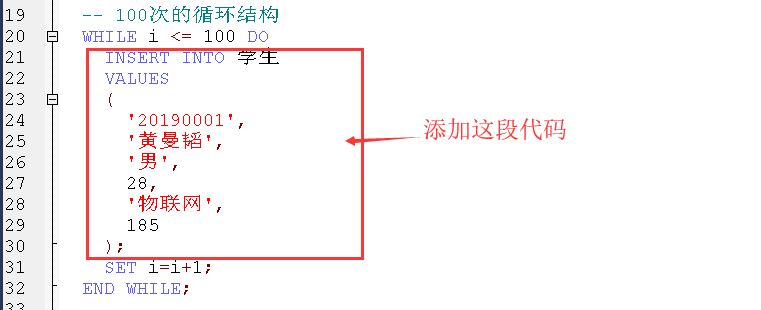 19 -- 100次的循环结构
20 WHILE i <= 100 DO
21 INSERT INTO 学生
22 VALUES
23 (
24 '20190001',
25 '黄曼韬',
26 '男',
27 28,
28 '物联网',
29 185
30 );
31 SET i=i+1;
32 END WHILE;
添加这段代码